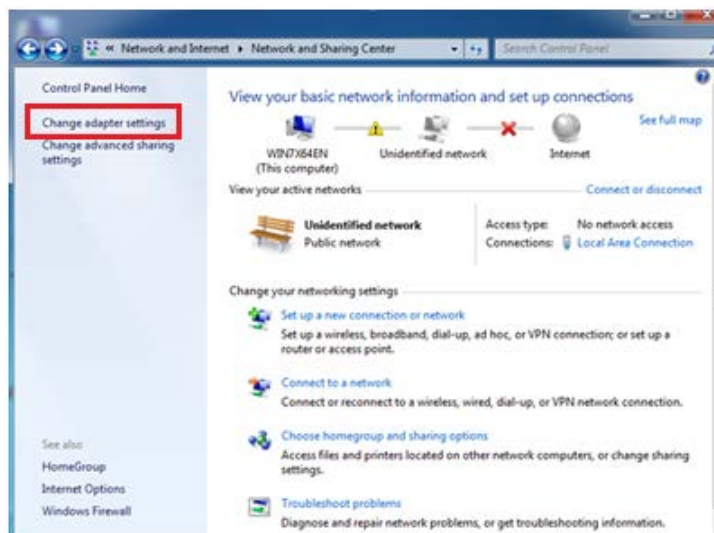 « Network and Internet ▸ Network and Sharing Center
Search Control Panel
Control Panel Home
Change adapter settings
Change advanced sharing
settings
See also
HomeGroup
Internet Options
Windows Firewall
View your basic network information and set up connections
See full map
WIN7X64EN
(This computer)
Unidentified network
Internet
View your active networks
Connect or disconnect
Unidentified network
Public network
Access type: No network access
Connections: Local Area Connection
Change your networking settings
Set up a new connection or network
Set up a wireless, broadband, dial-up, ad hoc, or VPN connection; or set up a
router or access point.
Connect to a network
Connect or reconnect to a wireless, wired, dial-up, or VPN network connection.
Choose homegroup and sharing options
Access files and printers located on other network computers, or change sharing
settings.
Troubleshoot problems
Diagnose and repair network problems, or get troubleshooting information.